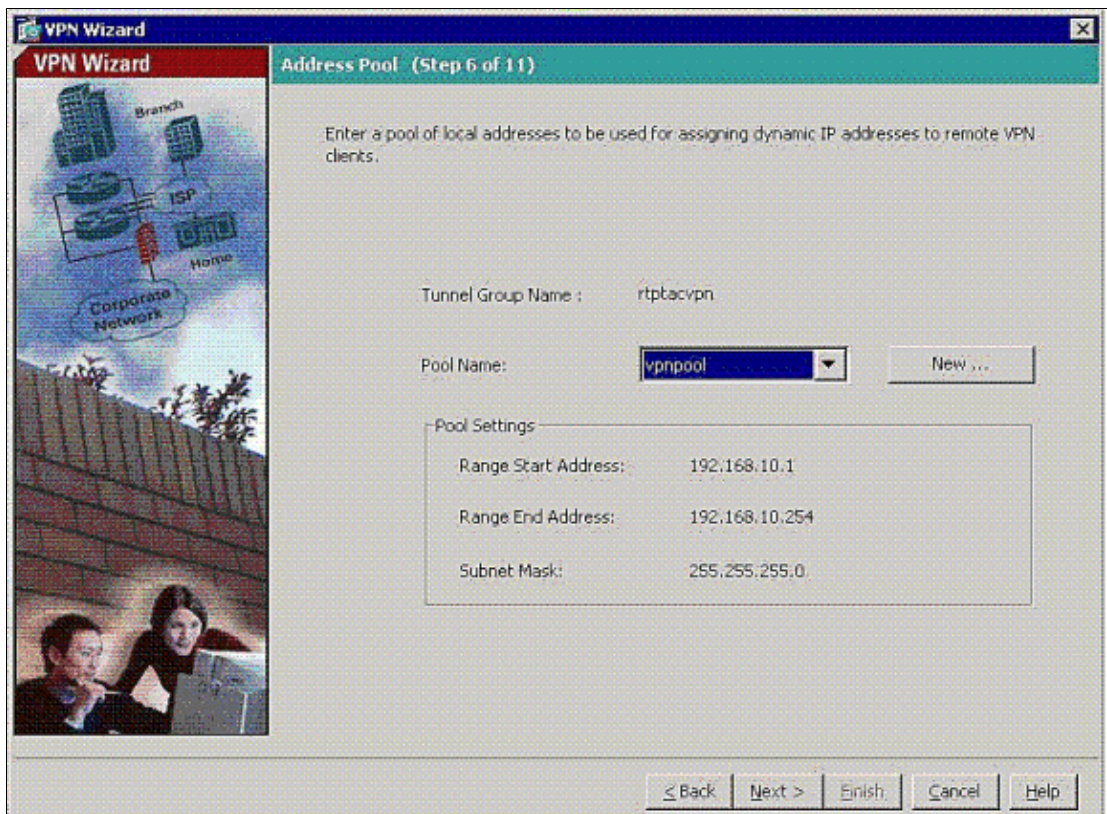 VPN Wizard
VPN Wizard
Address Pool (Step 6 of 11)
Branch
ISP
Home
Corporate
Network
Enter a pool of local addresses to be used for assigning dynamic IP addresses to remote VPN
clients.
Tunnel Group Name : rtptacvpn
Pool Name: vpnpool New ...
Pool Settings
Range Start Address: 192.168.10.1
Range End Address: 192.168.10.254
Subnet Mask: 255.255.255.0
< Back Next > Finish Cancel Help